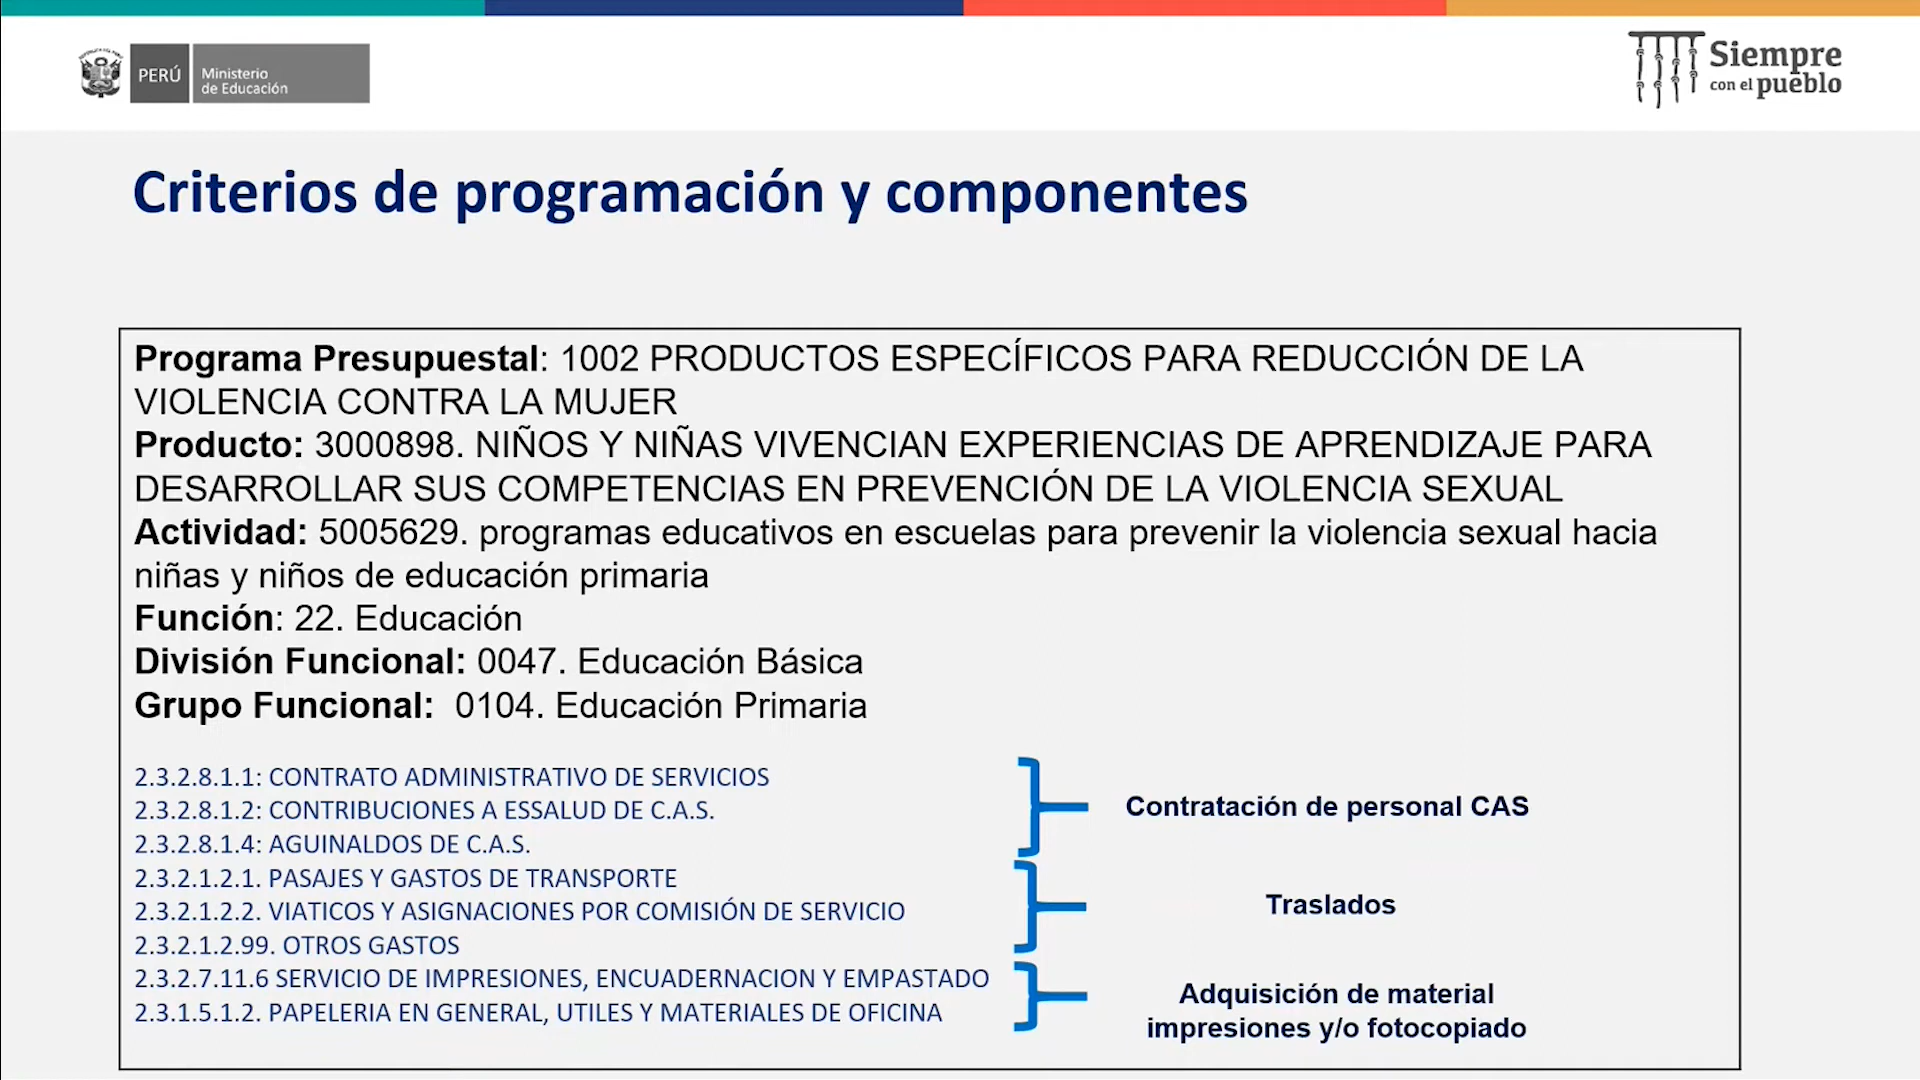 PERÚ
Ministerio
de Educación
Siempre
con el pueblo
Criterios de programación y componentes
Programa Presupuestal: 1002 PRODUCTOS ESPECÍFICOS PARA REDUCCIÓN DE LA
VIOLENCIA CONTRA LA MUJER
Producto: 3000898. NIÑOS Y NIÑAS VIVENCIAN EXPERIENCIAS DE APRENDIZAJE PARA
DESARROLLAR SUS COMPETENCIAS EN PREVENCIÓN DE LA VIOLENCIA SEXUAL
Actividad: 5005629. programas educativos en escuelas para prevenir la violencia sexual hacia
niñas y niños de educación primaria
Función: 22. Educación
División Funcional: 0047. Educación Básica
Grupo Funcional: 0104. Educación Primaria
2.3.2.8.1.1: CONTRATO ADMINISTRATIVO DE SERVICIOS
2.3.2.8.1.2: CONTRIBUCIONES A ESSALUD DE C.A.S.
2.3.2.8.1.4: AGUINALDOS DE C.A.S.
Contratación de personal CAS
2.3.2.1.2.1. PASAJES Y GASTOS DE TRANSPORTE
2.3.2.1.2.2. VIATICOS Y ASIGNACIONES POR COMISIÓN DE SERVICIO
2.3.2.1.2.99. OTROS GASTOS
Traslados
2.3.2.7.11.6 SERVICIO DE IMPRESIONES, ENCUADERNACION Y EMPASTADO
2.3.1.5.1.2. PAPELERIA EN GENERAL, UTILES Y MATERIALES DE OFICINA
Adquisición de material
impresiones y/o fotocopiado